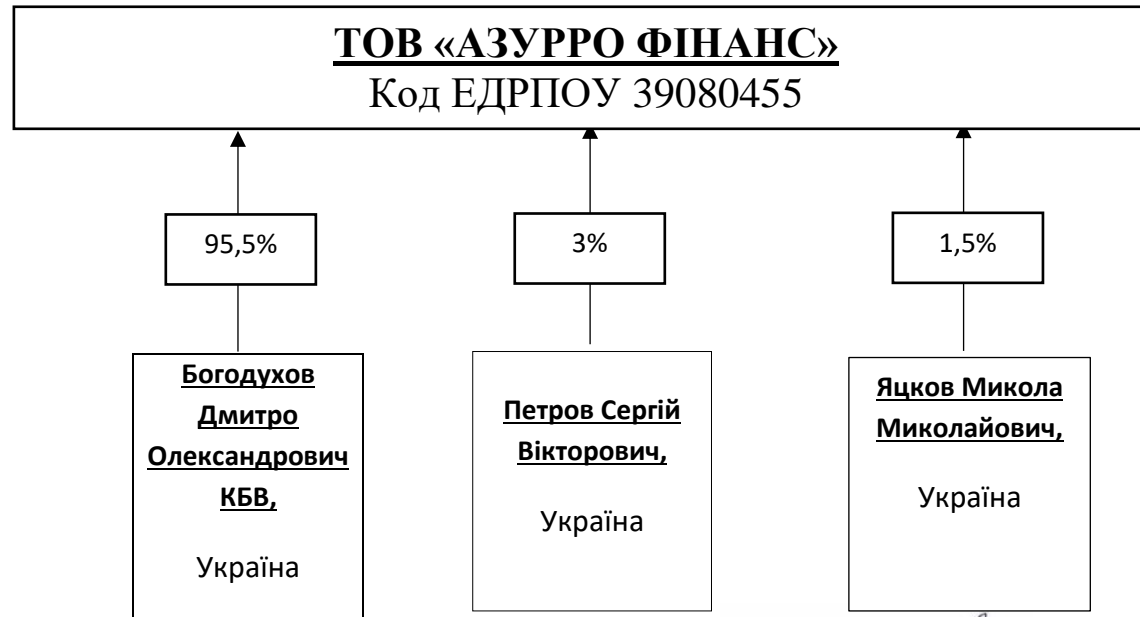 ТОВ «АЗУРРО ФІНАНС»
Код ЕДРПОУ 39080455
95,5%
3%
1,5%
Богодухов
Дмитро
Олександрович
КБВ,
Україна
Петров Сергій
Вікторович,
Україна
Яцков Микола
Миколайович,
Україна